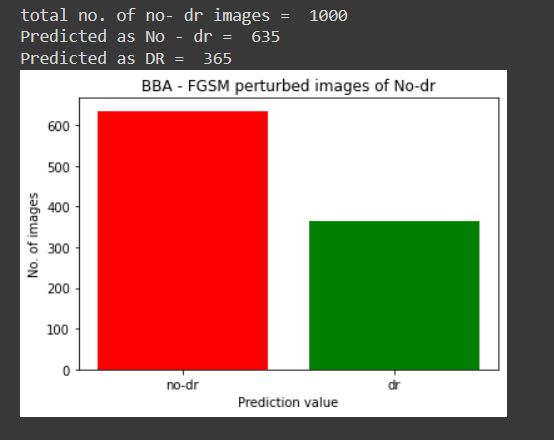 total no. of no- dr images =  1000
Predicted as No - dr =  635
Predicted as DR =  365
BBA - FGSM perturbed images of No-dr
600
500
400
300
200
100
0
No. of images
no-dr dr
Prediction value